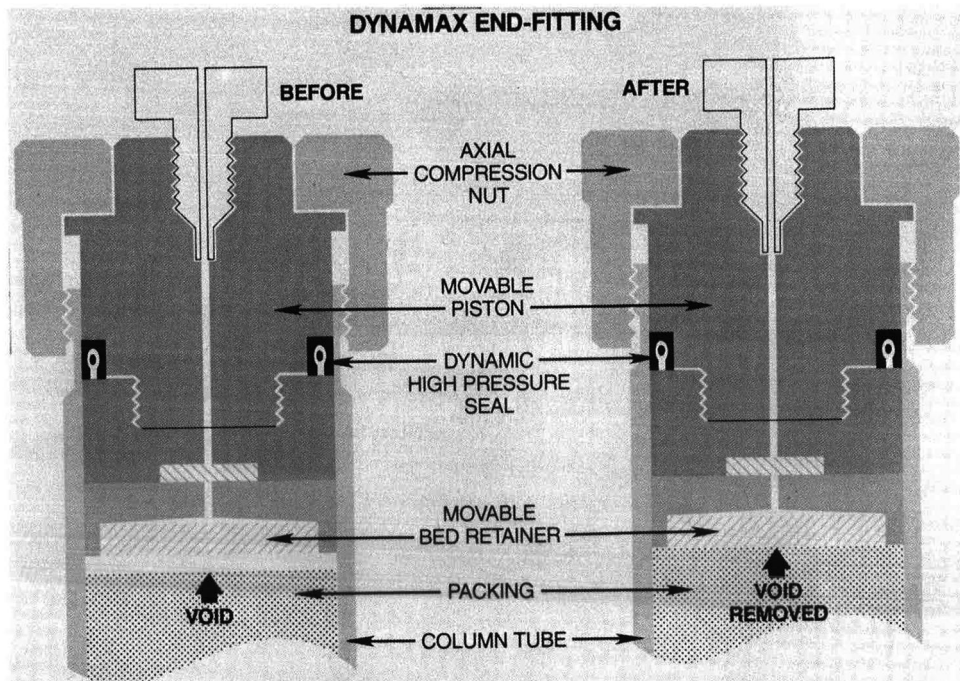 DYNAMAX END-FITTING
BEFORE
AFTER
AXIAL
COMPRESSION
NUT
MOVABLE
PISTON
DYNAMIC
HIGH PRESSURE
SEAL
MOVABLE
BED RETAINER
PACKING
VOID
VOID
REMOVED
COLUMN TUBE